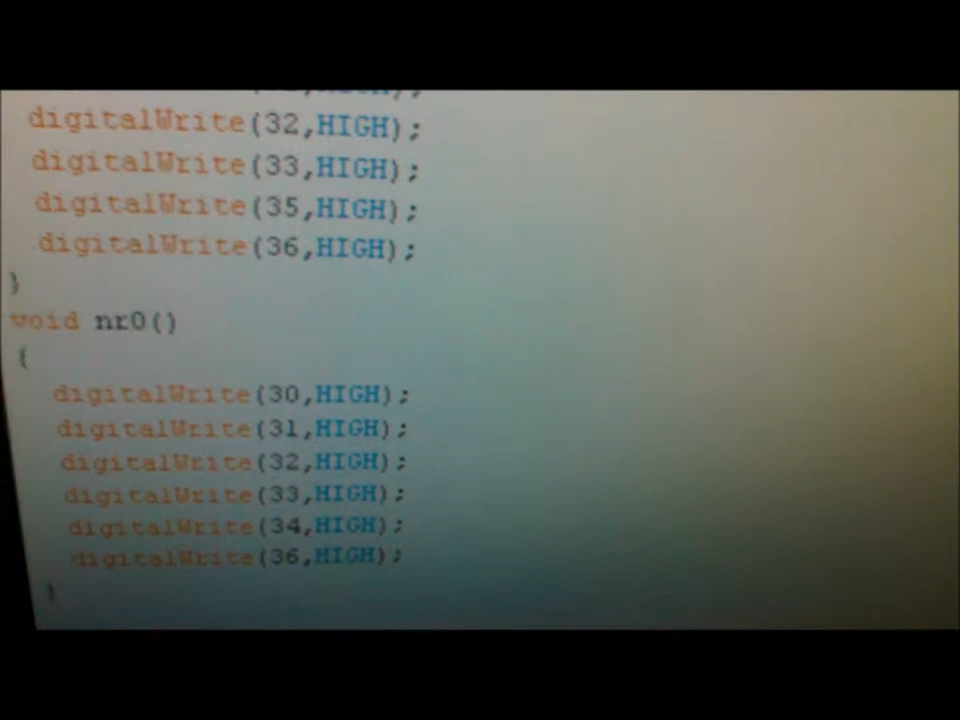 digitalWrite(32,HIGH);
digitalWrite(33,HIGH);
digitalWrite(35,HIGH);
digitalWrite(36,HIGH);
}
void nr0()
{
digitalWrite(30,HIGH);
digitalWrite(31,HIGH);
digitalWrite(32,HIGH);
digitalWrite(33,HIGH);
digitalWrite(34,HIGH);
digitalWrite(36,HIGH);
}